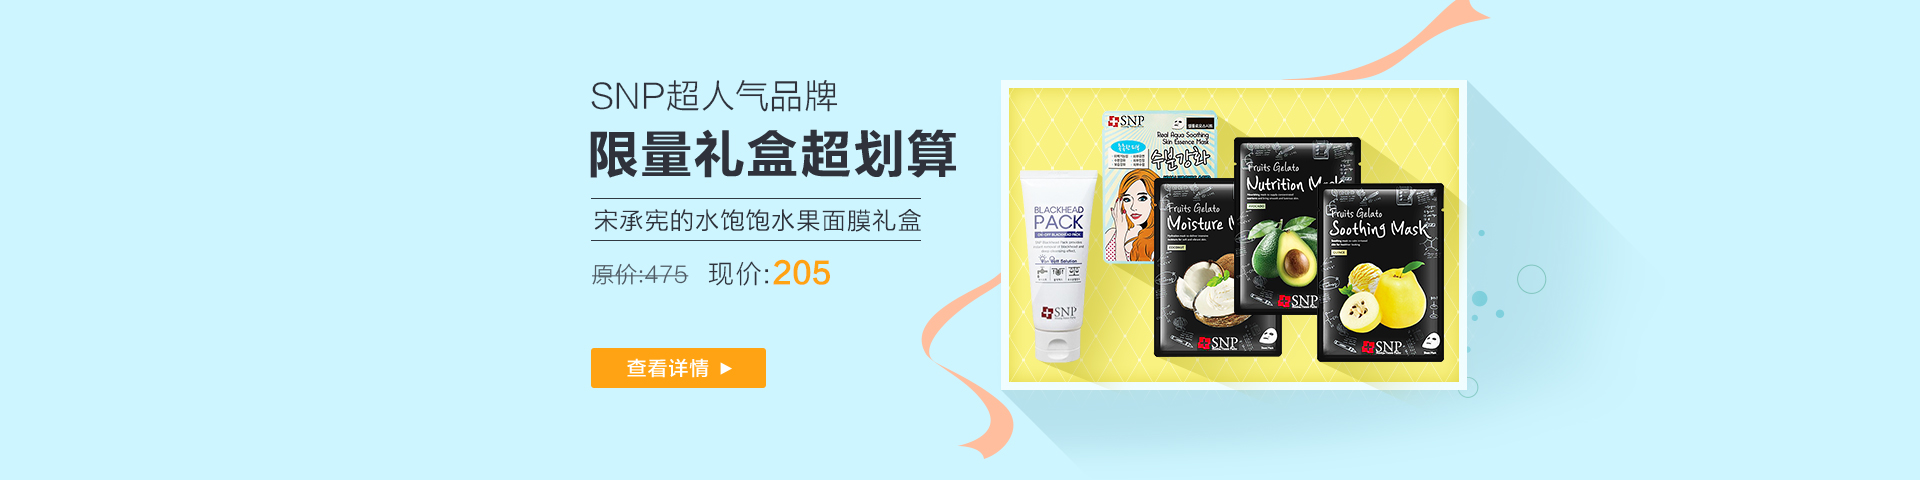 SNP超人气品牌
限量礼盒超划算
宋承宪的水饱饱水果面膜礼盒
原价:475 现价:205
查看详情
SNP
Real Aqua Soothing
Skin Essence Mask
수분강화
BLACKHEAD
PACK
SNP
Fruits Gelato
Moisture M
COCONUT
SNP
Fruits Gelato
Nutrition Mask
AVOCADO
SNP
Fruits Gelato
Soothing Mask
SNP